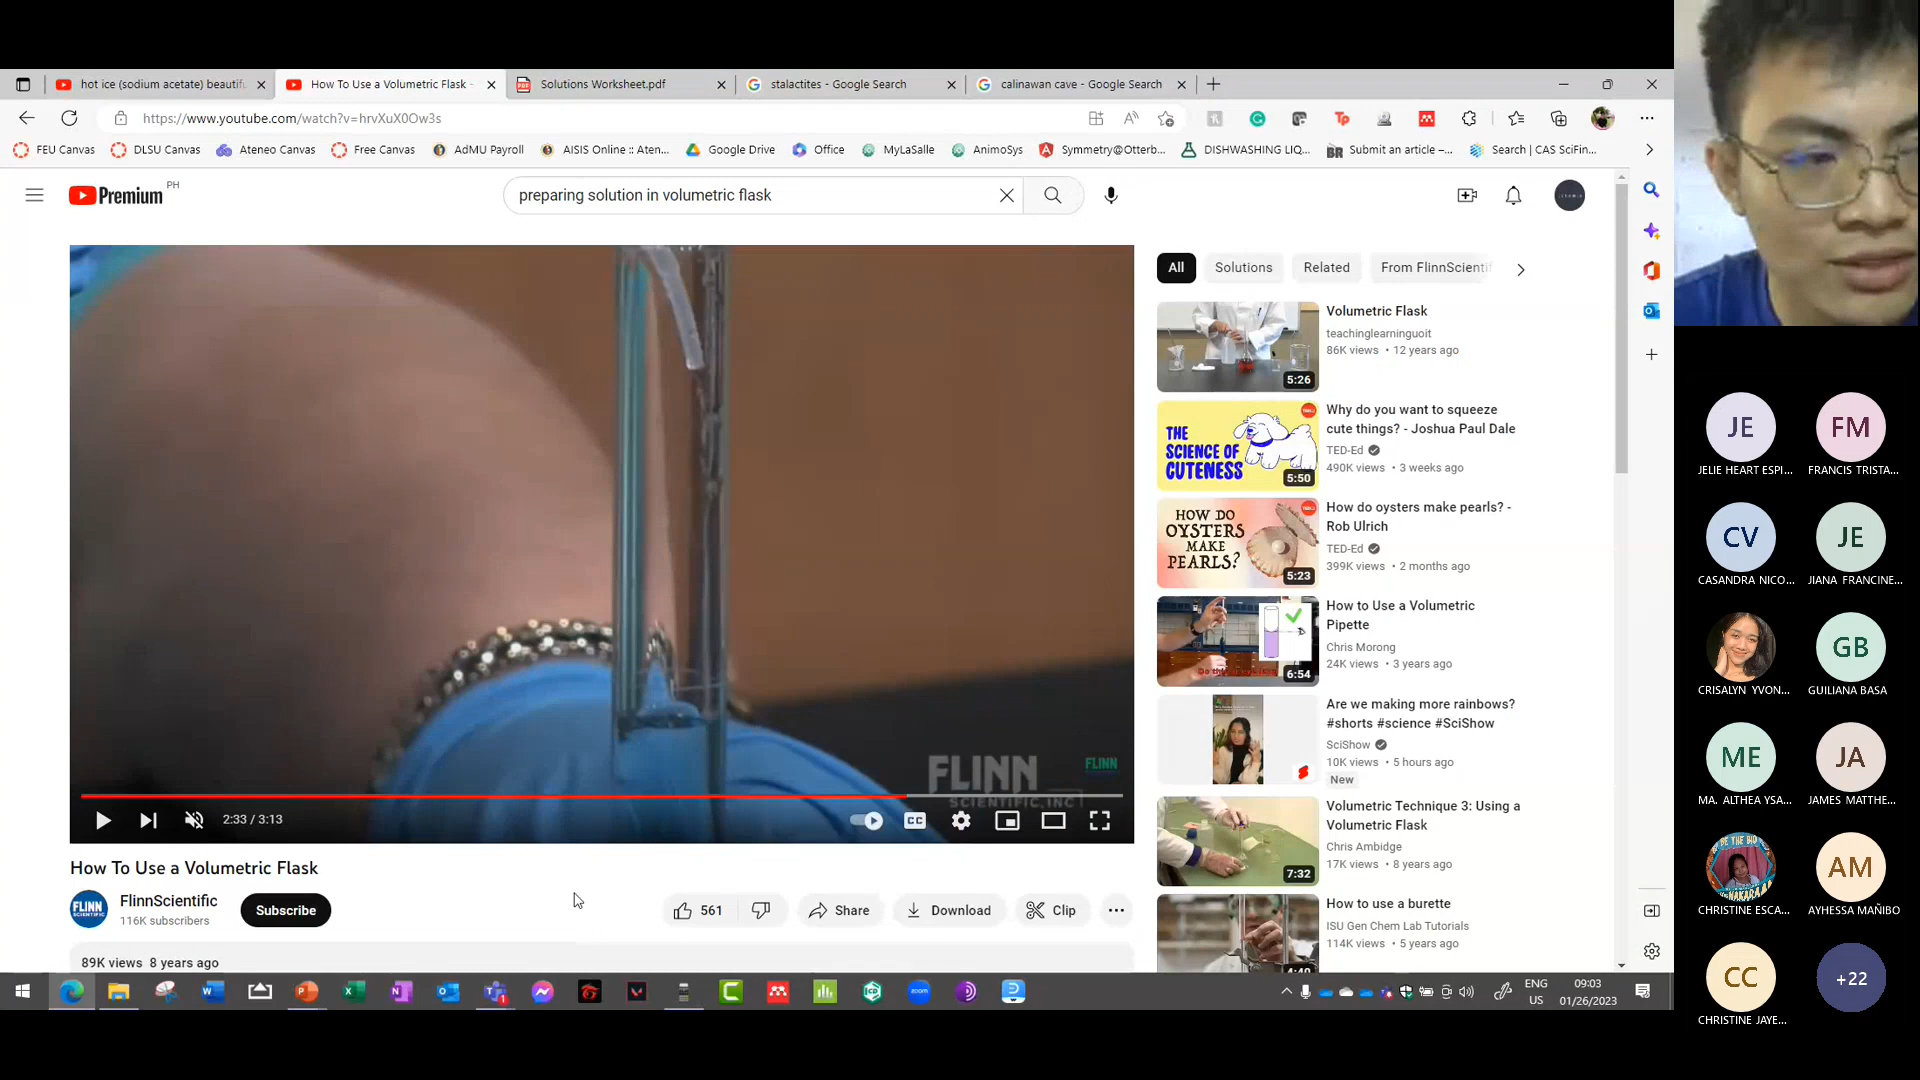 hot ice (sodium acetate) beautifu
How To Use a Volumetric Flask -
Solutions Worksheet.pdf
stalactites - Google Search
calinawan cave - Google Search
https://www.youtube.com/watch?v=hrvXuX0Ow3s
FEU Canvas
DLSU Canvas
Ateneo Canvas
Free Canvas
AdMU Payroll
AISIS Online :: Aten...
Google Drive
Office
MyLaSalle
AnimoSys
Symmetry@Otterb...
DISHWASHING LIQ...
Submit an article –...
Search | CAS SciFin...
Premium
PH
preparing solution in volumetric flask
FLINN
SCIENTIFIC, INC
FLINN
2:33 / 3:13
CC
How To Use a Volumetric Flask
FLINN
SCIENTIFIC
FlinnScientific
116K subscribers
Subscribe
561
Share
Download
Clip
89K views 8 years ago
All
Solutions
Related
From FlinnScientif
Volumetric Flask
teachinglearninguoit
86K views • 12 years ago
5:26
THE
SCIENCE OF
CUTENESS
5:50
Why do you want to squeeze
cute things? - Joshua Paul Dale
TED-Ed
490K views • 3 weeks ago
HOW DO
OYSTERS
MAKE
PEARLS?
5:23
How do oysters make pearls? -
Rob Ulrich
TED-Ed
399K views • 2 months ago
6:54
How to Use a Volumetric
Pipette
Chris Morong
24K views • 3 years ago
Are we making more rainbows?
#shorts #science #SciShow
SciShow
10K views • 5 hours ago
New
7:32
Volumetric Technique 3: Using a
Volumetric Flask
Chris Ambidge
17K views • 8 years ago
4:40
How to use a burette
ISU Gen Chem Lab Tutorials
114K views • 5 years ago
ENG
US
09:03
01/26/2023
JE
JELIE HEART ESPI...
FM
FRANCIS TRISTA...
CV
CASANDRA NICO...
JE
JIANA FRANCINE...
CRISALYN YVON...
GB
GUILIANA BASA
ME
MA. ALTHEA YSA...
JA
JAMES MATTHE...
CHRISTINE ESCA...
AM
AYHESSA MAÑIBO
CC
CHRISTINE JAYE...
+22